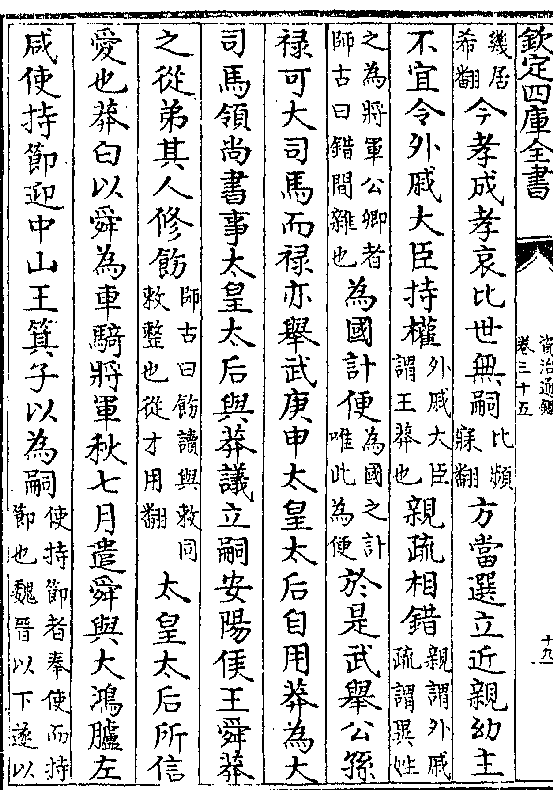 欽定四庫全書
資治通鑑
卷三十五
十九
幾居希翻今孝成孝哀比世無嗣比頻寐翻方當選立近親幼主
不宜令外戚大臣持權外戚大臣謂王莽也親疏相錯親謂外戚疏謂異姓
之為將軍公卿者師古曰錯間雜也為國計便為國之計唯此為便於是武舉公孫
祿可大司馬而祿亦舉武庚申太皇太后自用莽為大
司馬領尚書事太皇太后與莽議立嗣安陽侯王舜莽
之從弟其人修飭師古曰飭讀與敕同敕整也從才用翻太皇太后所信
愛也莽白以舜為車騎將軍秋七月遣舜與大鴻臚左
咸使持節迎中山王箕子以為嗣使持節者奉使而持節也魏晉以下遂以